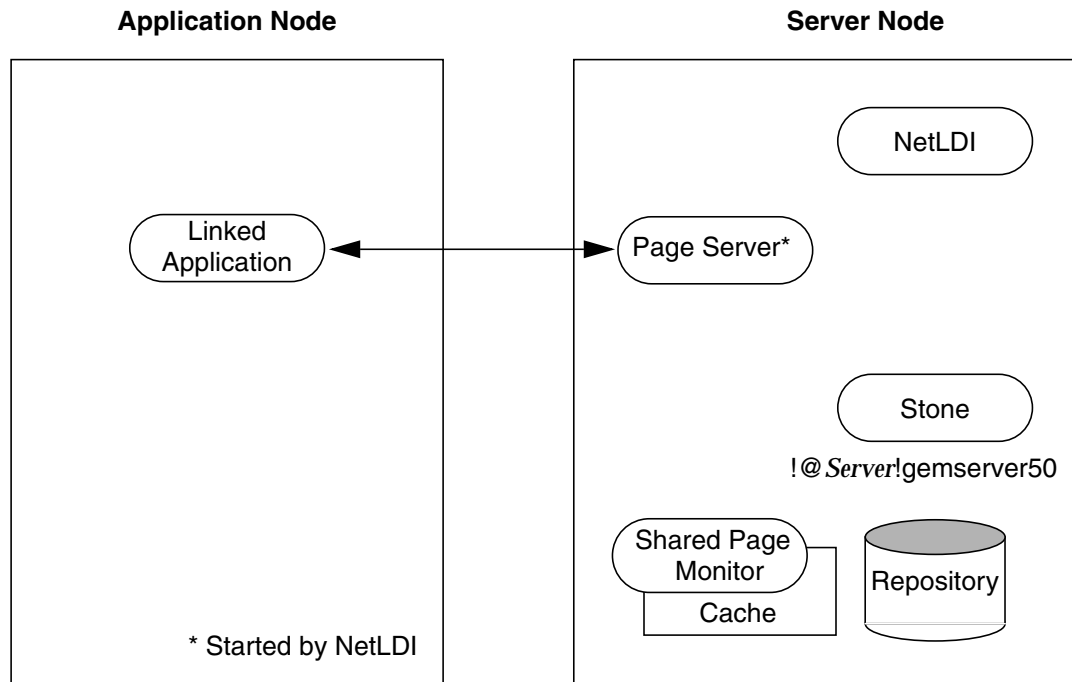 Application Node
Server Node
NetLDI
Linked
Application
Page Server*
Stone
!@Server!gemserver50
Shared Page
Monitor
Cache
Repository
* Started by NetLDI